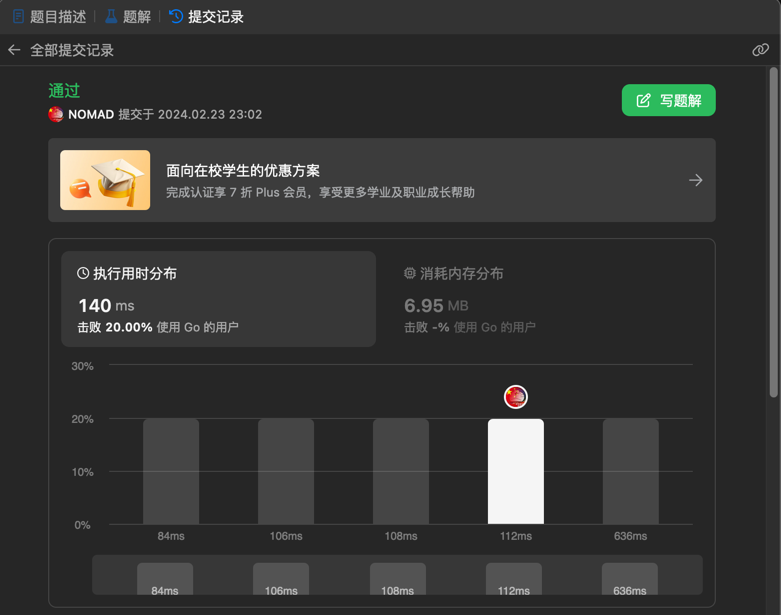 题目描述 题解 提交记录
全部提交记录
通过
NOMAD 提交于 2024.02.23 23:02
写题解
面向在校学生的优惠方案
完成认证享 7 折 Plus 会员，享受更多学业及职业成长帮助
执行用时分布
140 ms
击败 20.00% 使用 Go 的用户
消耗内存分布
6.95 MB
击败 -% 使用 Go 的用户
30%
20%
10%
0%
84ms 106ms 108ms 112ms 636ms
84ms 106ms 108ms 112ms 636ms